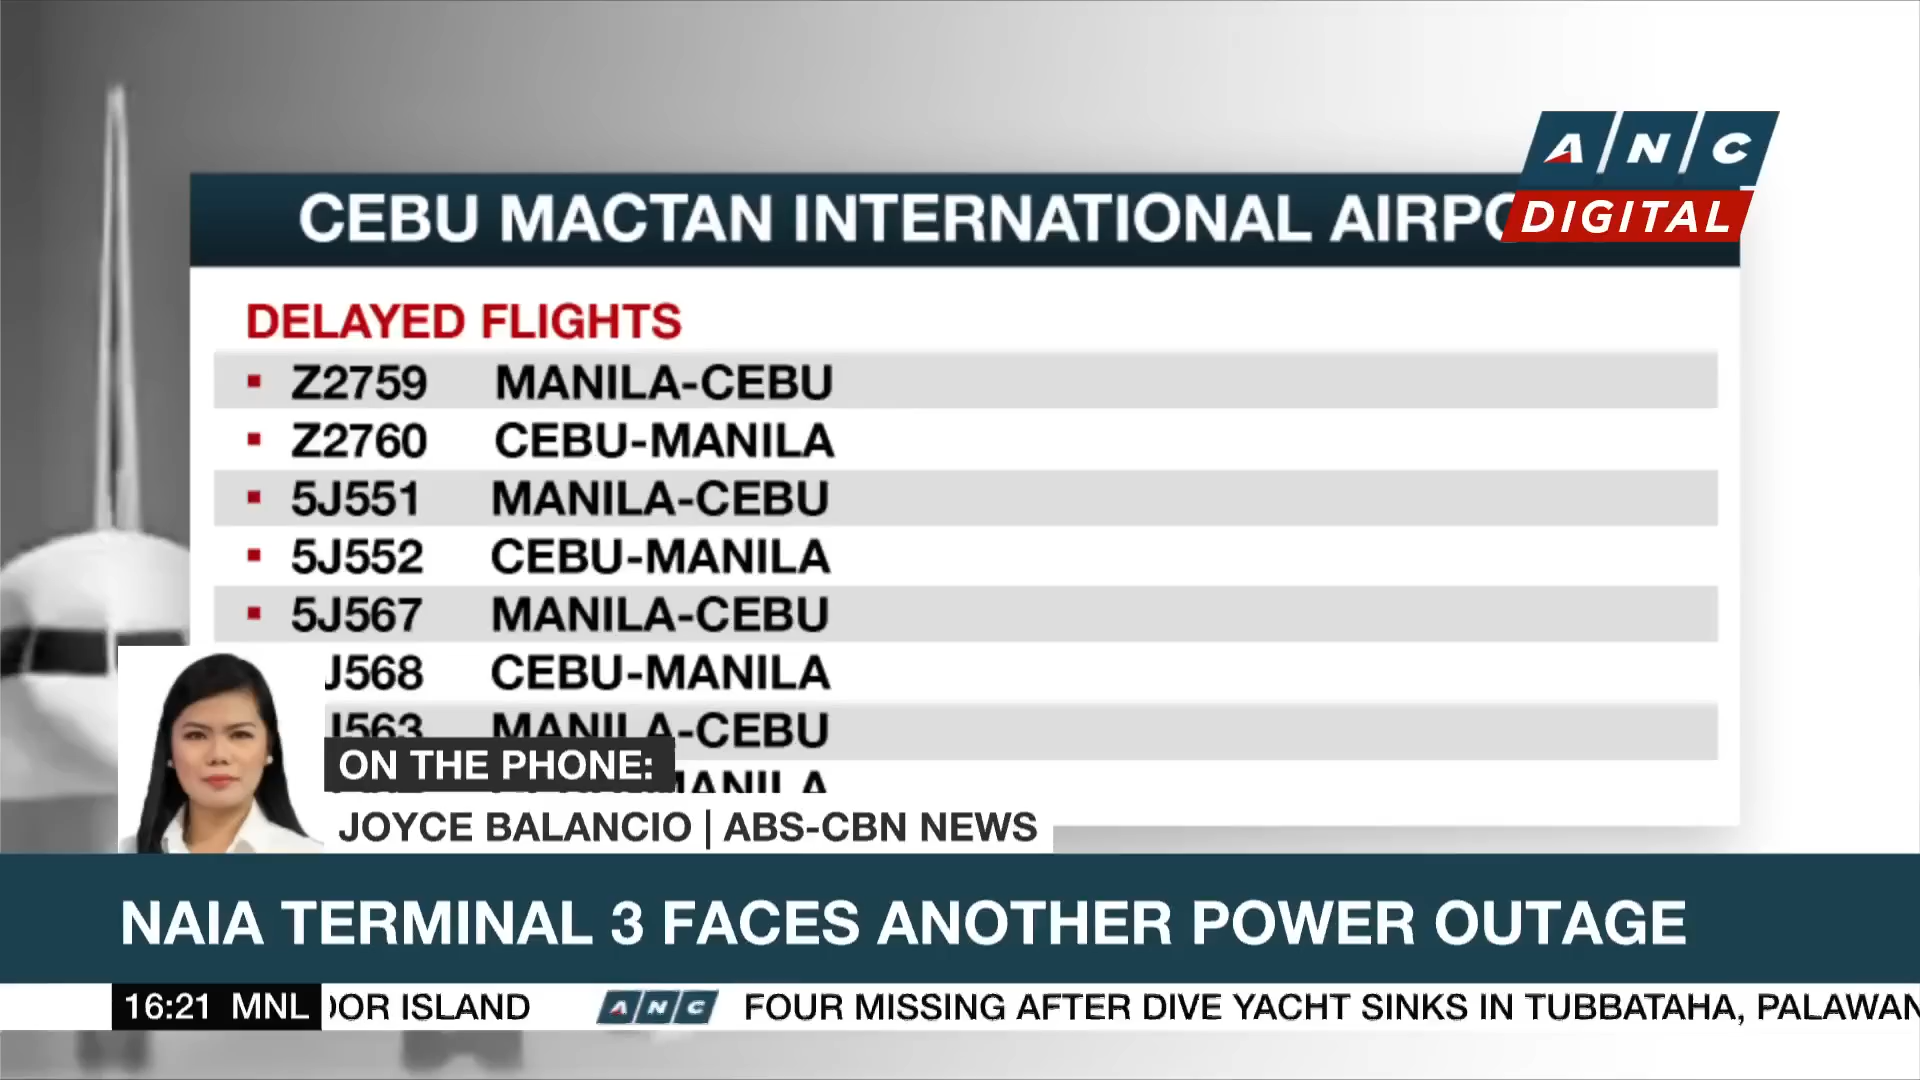 ANC
DIGITAL
CEBU MACTAN INTERNATIONAL
DELAYED FLIGHTS
Z2759 MANILA-CEBU
Z2760 CEBU-MANILA
5J551 MANILA-CEBU
5J552 CEBU-MANILA
5J567 MANILA-CEBU
J568 CEBU-MANILA
J563 MANILA-CEBU
ON THE PHONE:
JOYCE BALANCIO | ABS-CBN NEWS
NAIA TERMINAL 3 FACES ANOTHER POWER OUTAGE
16:21 MNL ISLAND ANC FOUR MISSING AFTER DIVE YACHT SINKS IN TUBBATAHA, PALAWAN